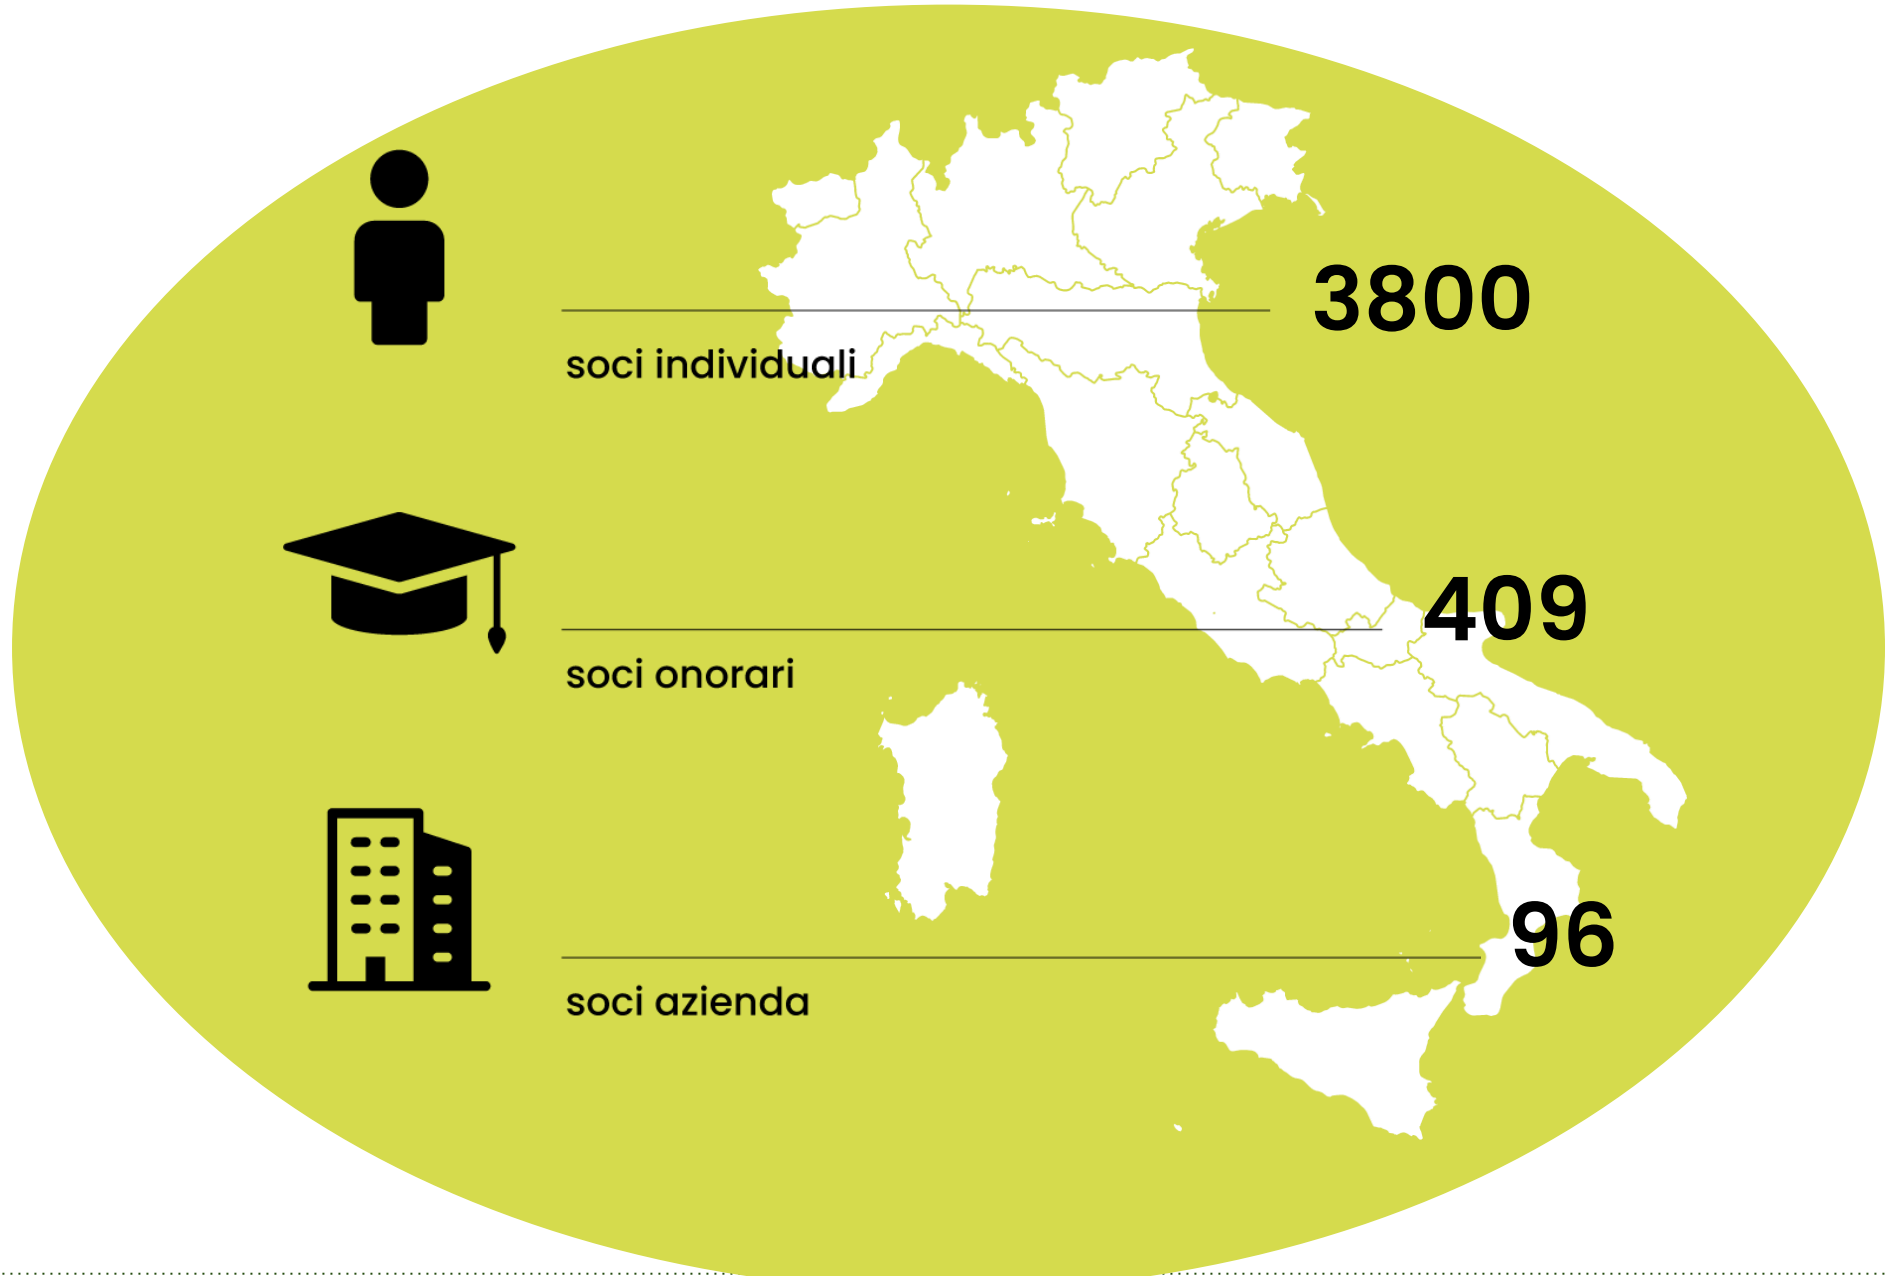 3800
soci individuali
409
soci onorari
96
soci azienda